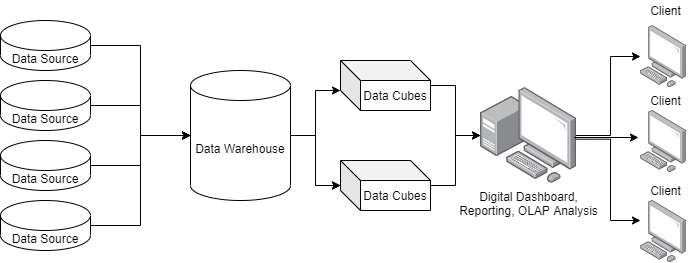 Data Source
Data Source
Data Source
Data Source
Data Warehouse
Data Cubes
Data Cubes
Digital Dashboard,
Reporting, OLAP Analysis
Client
Client
Client